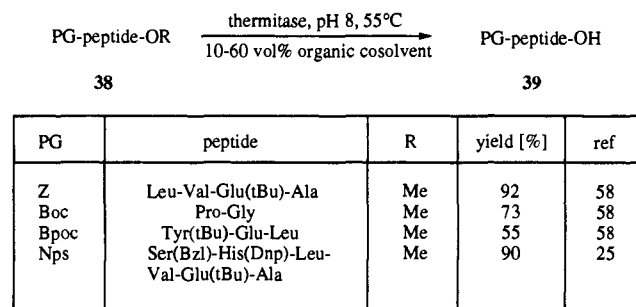 thermitase, pH 8, 55°C
PG-peptide-OR PG-peptide-OH
10-60 vol% organic cosolvent
38 39
PG peptide R yield [%] ref
Z Leu-Val-Glu(tBu)-Ala Me 92 58
Boc Pro-Gly Me 73 58
Bpoc Tyr(tBu)-Glu-Leu Me 55 58
Nps Ser(Bzl)-His(Dnp)-Leu- Me 90 25
Val-Glu(tBu)-Ala